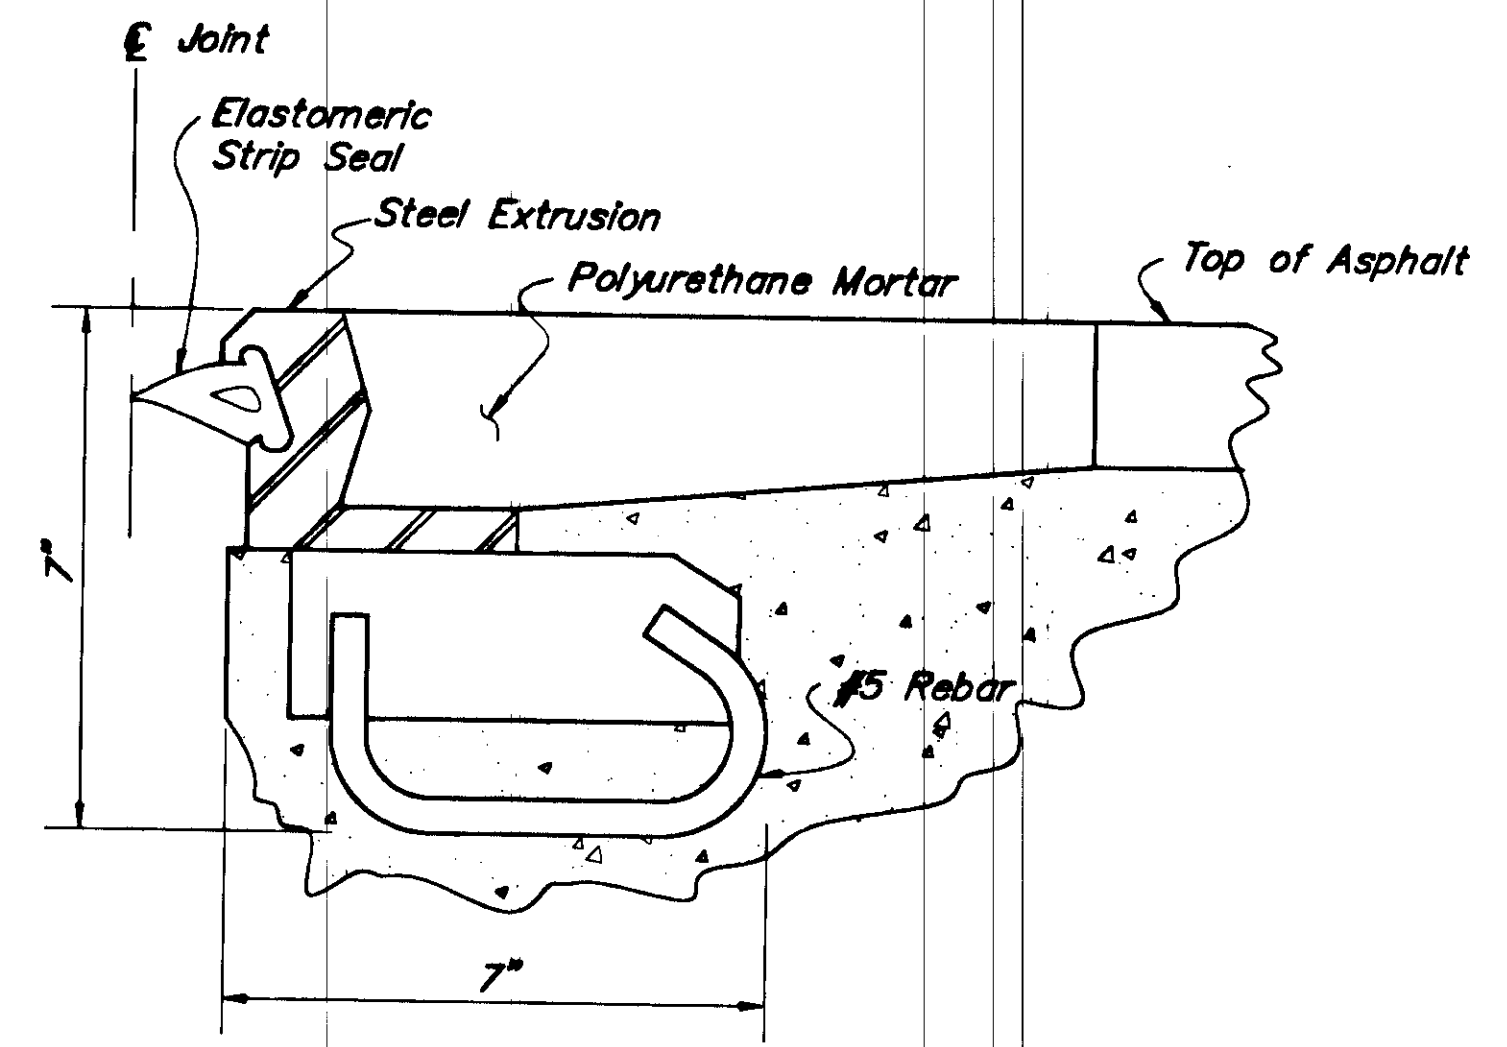 ℄ Joint
Elastomeric
Strip Seal
Steel Extrusion
Polyurethane Mortar
Top of Asphalt
7"
#5 Rebar
7"